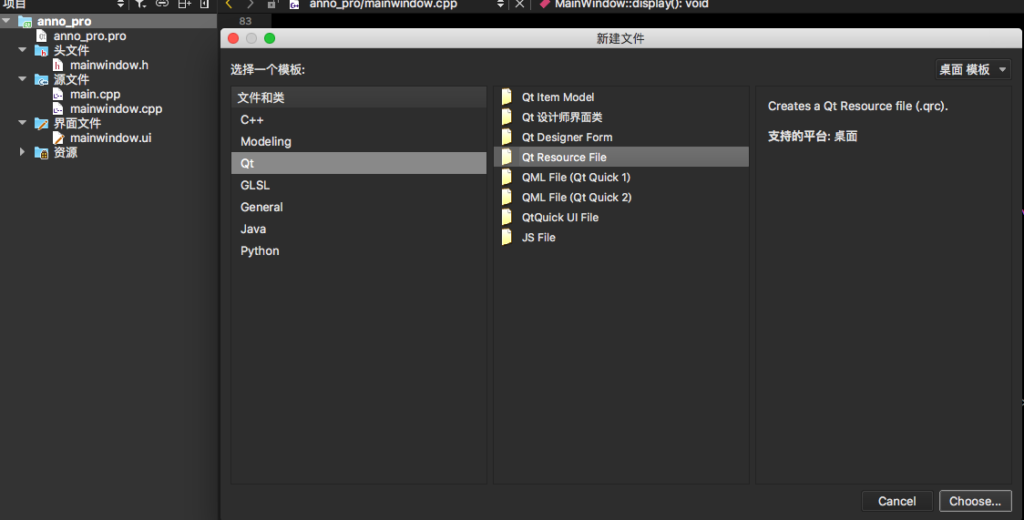 项目
anno_pro/mainwindow.cpp
MainWindow::display(): void
anno_pro
anno_pro.pro
头文件
mainwindow.h
源文件
main.cpp
mainwindow.cpp
界面文件
mainwindow.ui
资源
83
新建文件
选择一个模板:
桌面 模板
文件和类
C++
Modeling
Qt
GLSL
General
Java
Python
Qt Item Model
Qt 设计师界面类
Qt Designer Form
Qt Resource File
QML File (Qt Quick 1)
QML File (Qt Quick 2)
QtQuick UI File
JS File
Creates a Qt Resource file (.qrc).
支持的平台: 桌面
Cancel
Choose...